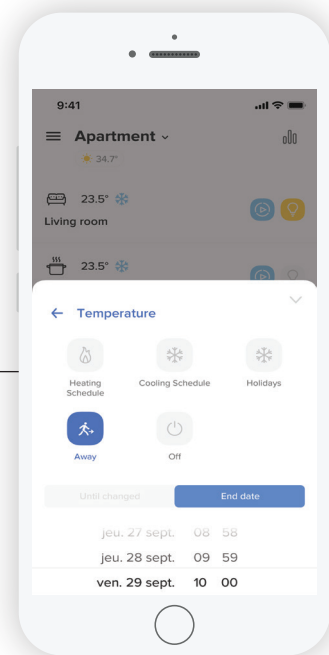 9:41
Apartment
34.7°
23.5°
Living room
23.5°
Temperature
Heating Schedule
Cooling Schedule
Holidays
Away
Off
Until changed
End date
jeu. 27 sept. 08 58
jeu. 28 sept. 09 59
ven. 29 sept. 10 00